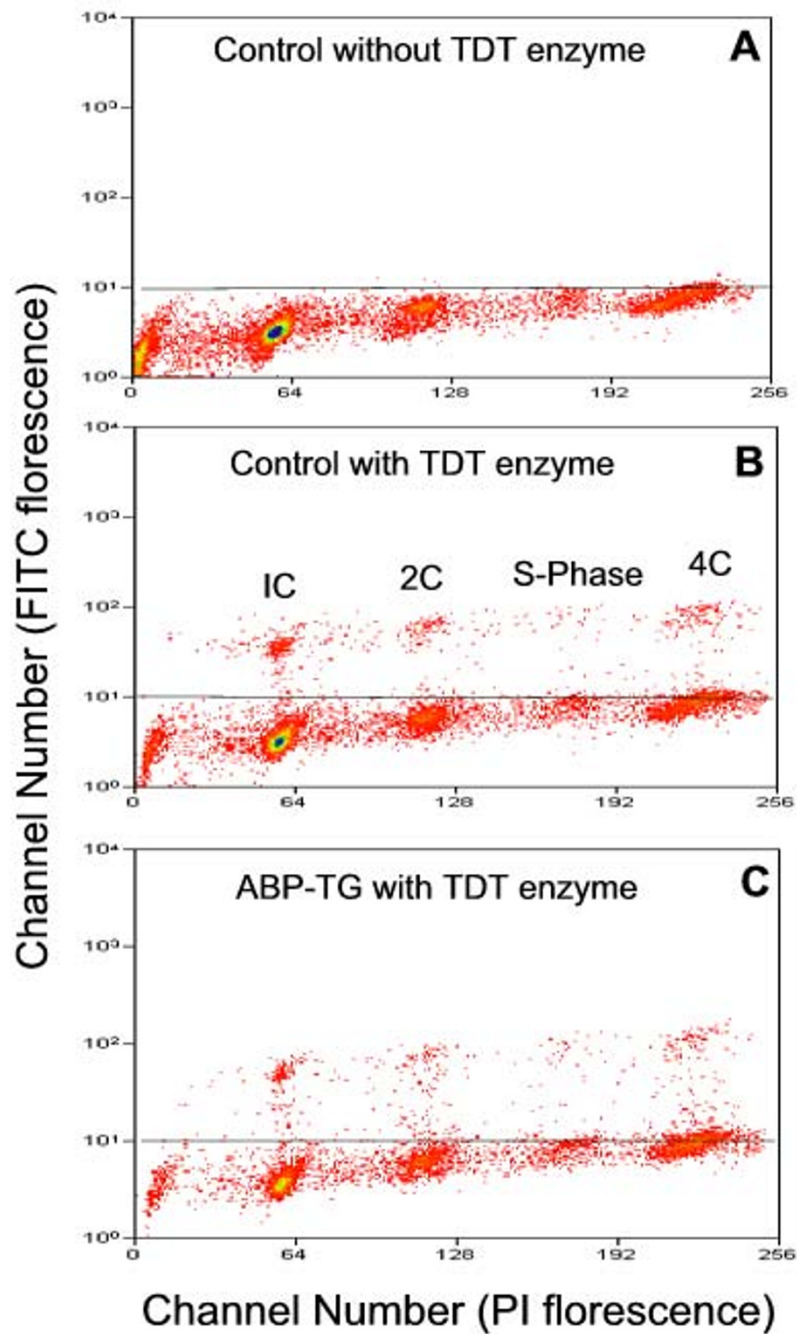 Channel Number (FITC florescence)
Control without TDT enzyme A
10⁴
10³
10²
10¹
10⁰
0 64 128 192 256
Control with TDT enzyme B
10⁴
10³
10²
10¹
10⁰
IC 2C S-Phase 4C
0 64 128 192 256
ABP-TG with TDT enzyme C
10⁴
10³
10²
10¹
10⁰
0 64 128 192 256
Channel Number (PI florescence)